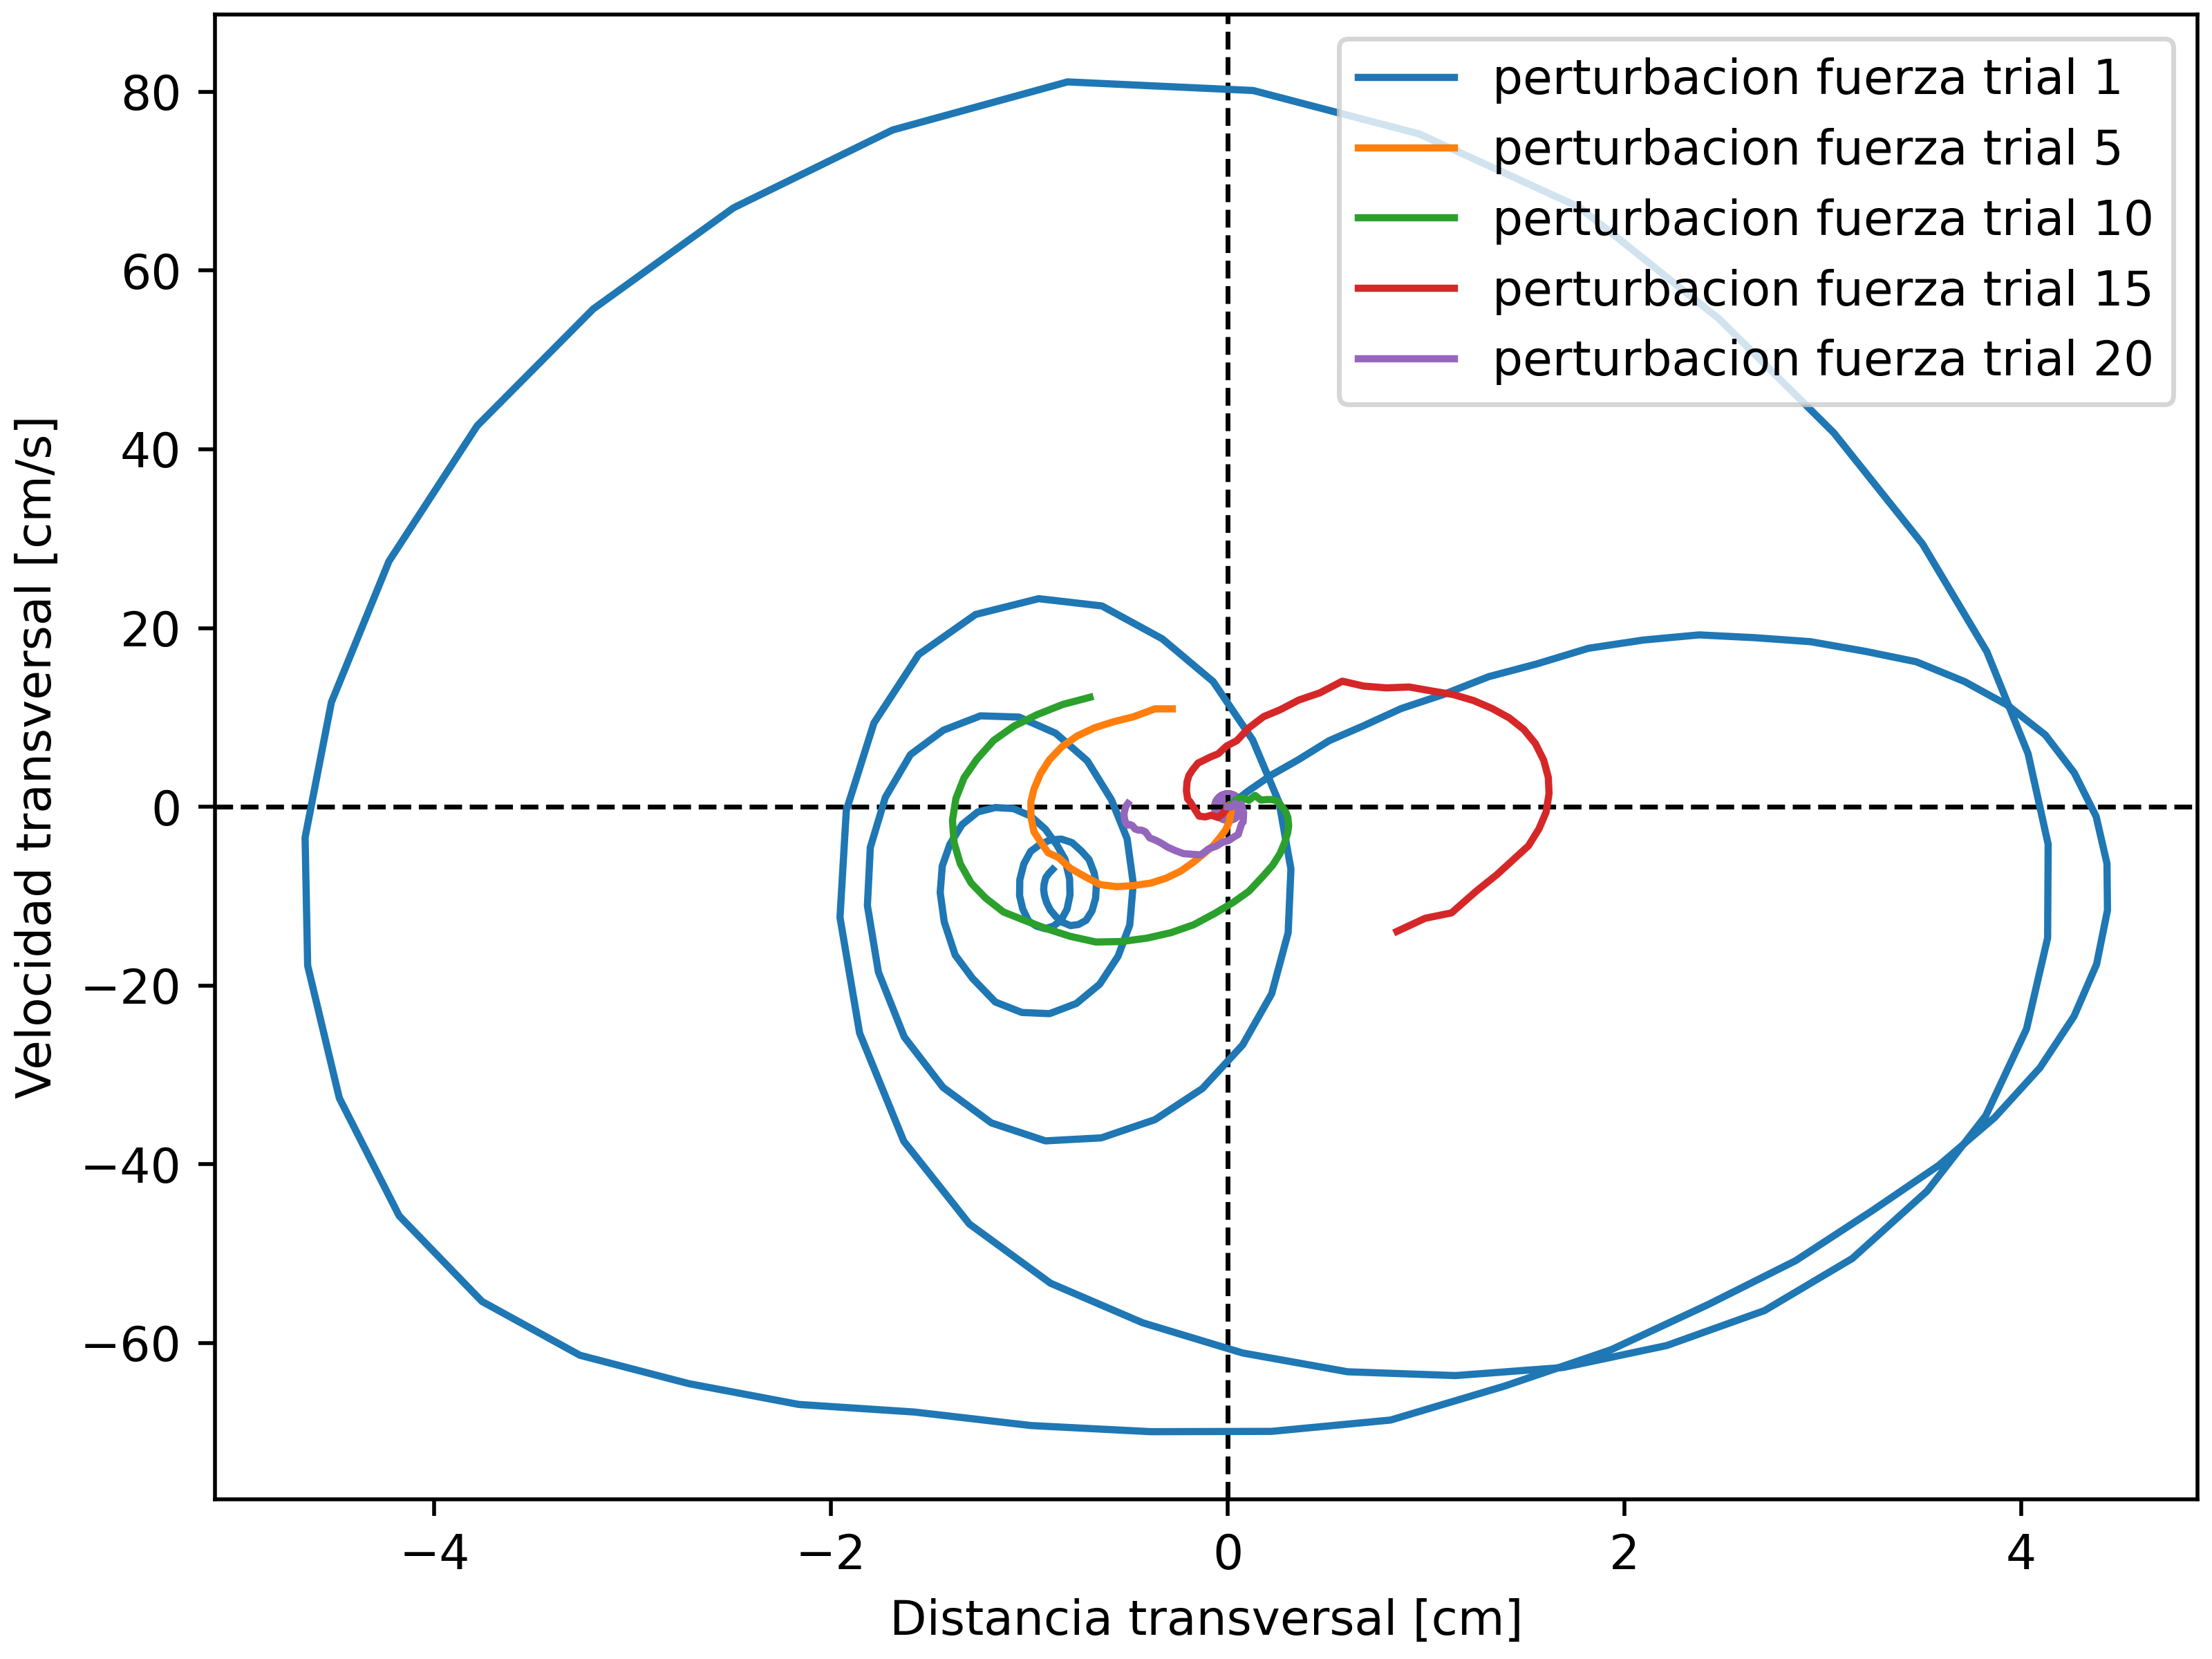 perturbacion fuerza trial 1
perturbacion fuerza trial 5
perturbacion fuerza trial 10
perturbacion fuerza trial 15
perturbacion fuerza trial 20
80
60
40
20
0
−20
−40
−60
Velocidad transversal [cm/s]
−4 −2 0 2 4
Distancia transversal [cm]